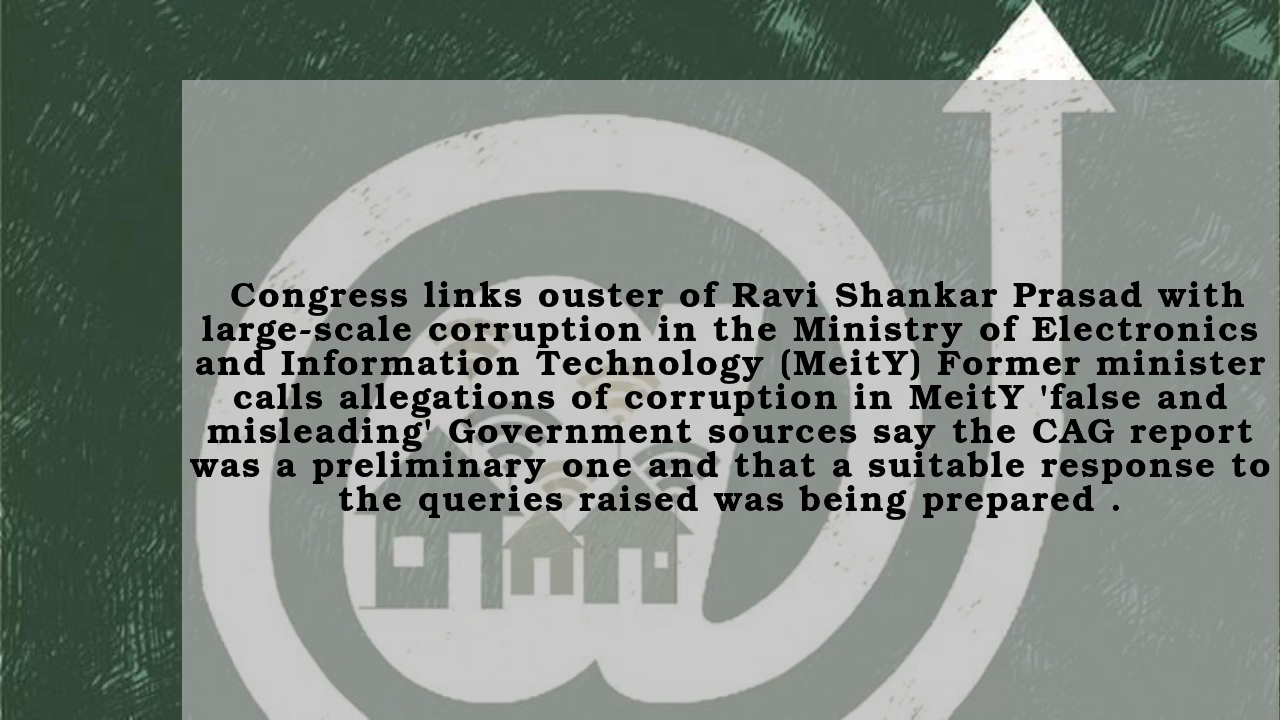 Congress links ouster of Ravi Shankar Prasad with
large-scale corruption in the Ministry of Electronics
and Information Technology (MeitY) Former minister
calls allegations of corruption in MeitY 'false and
misleading' Government sources say the CAG report
was a preliminary one and that a suitable response to
the queries raised was being prepared .